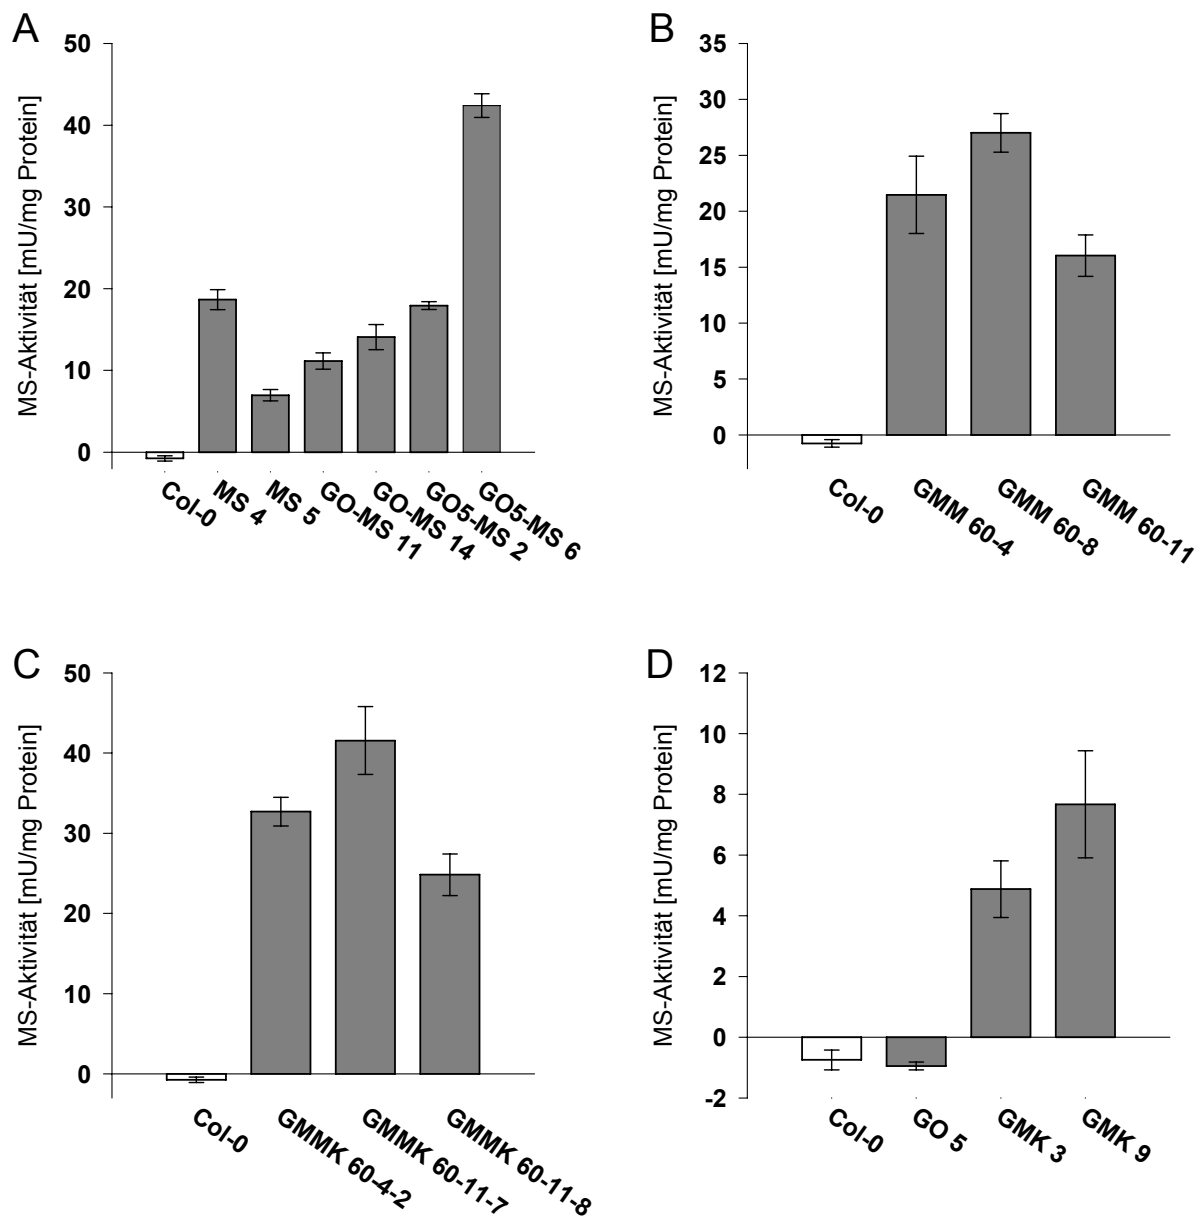 A
MS-Aktivität [mU/mg Protein]
50
40
30
20
10
0
Col-0
MS 4
MS 5
GO-MS 11
GO-MS 14
GO5-MS 2
GO5-MS 6
B
MS-Aktivität [mU/mg Protein]
35
30
25
20
15
10
5
0
Col-0
GMM 60-4
GMM 60-8
GMM 60-11
C
MS-Aktivität [mU/mg Protein]
50
40
30
20
10
0
Col-0
GMMK 60-4-2
GMMK 60-11-7
GMMK 60-11-8
D
MS-Aktivität [mU/mg Protein]
12
10
8
6
4
2
0
-2
Col-0
GO 5
GMK 3
GMK 9